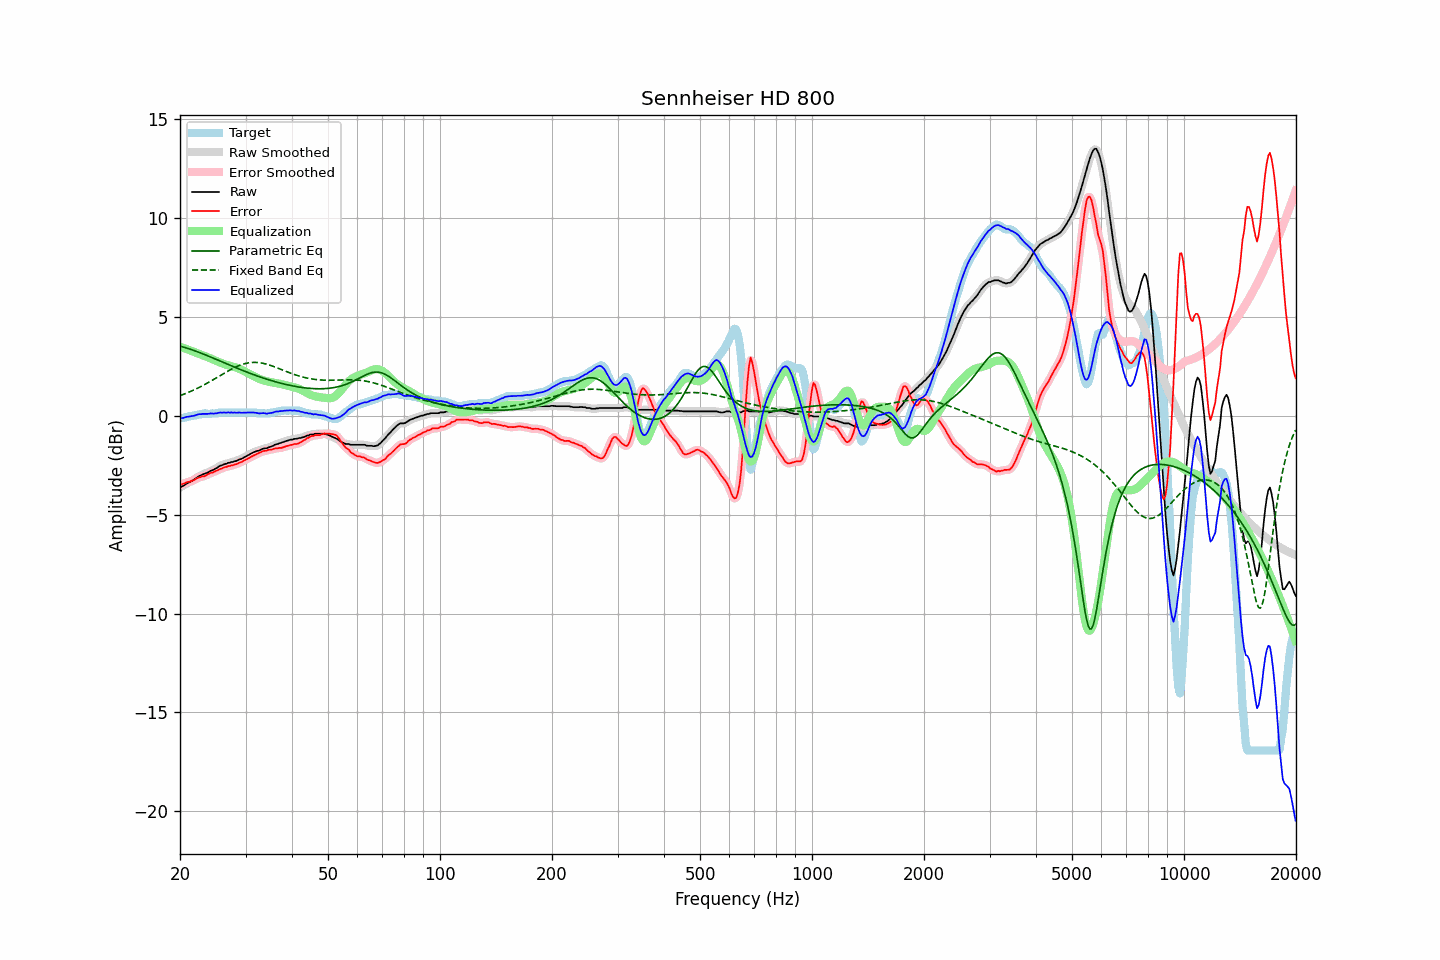 Sennheiser HD 800
Target
Raw Smoothed
Error Smoothed
Raw
Error
Equalization
Parametric Eq
Fixed Band Eq
Equalized
15
10
5
0
−5
−10
−15
−20
Amplitude (dBr)
20 50 100 200 500 1000 2000 5000 10000 20000
Frequency (Hz)